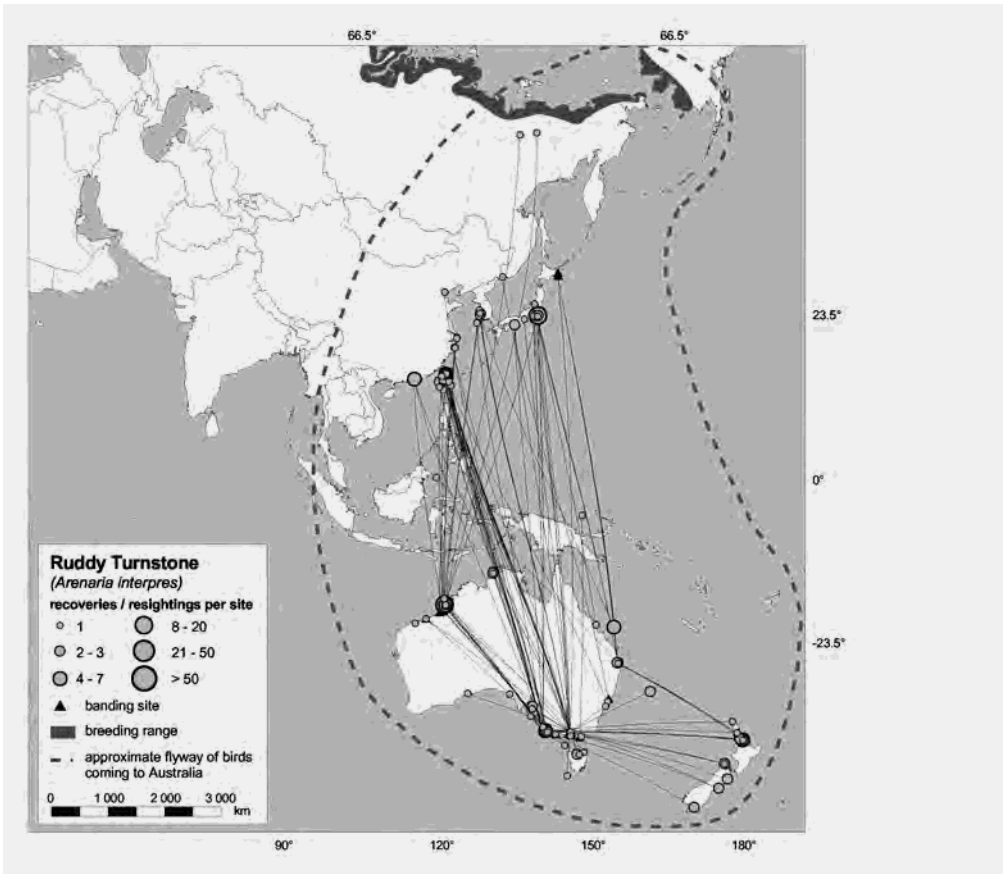 66.5° 66.5°
23.5°
0°
-23.5°
Ruddy Turnstone
(Arenaria interpres)
recoveries / resightings per site
1 8 - 20
2 - 3 21 - 50
4 - 7 > 50
banding site
breeding range
approximate flyway of birds
coming to Australia
0 1 000 2 000 3 000
km
90° 120° 150° 180°